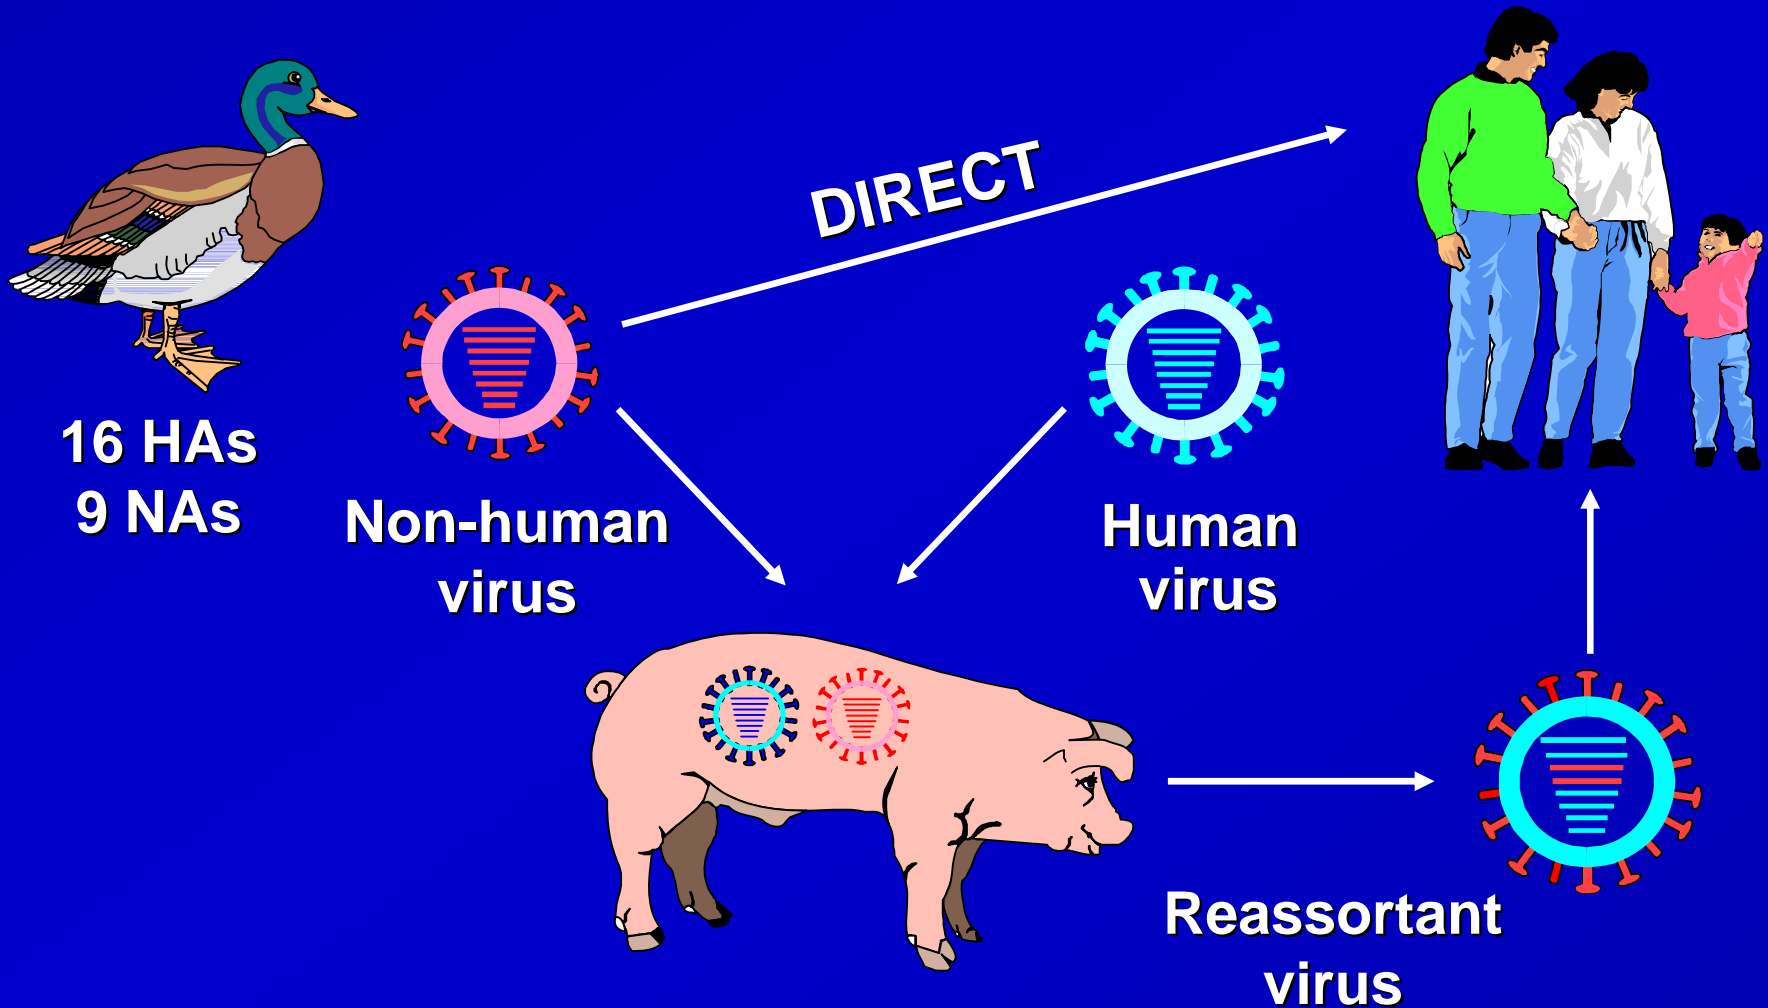 DIRECT
16 HAs
9 NAs
Non-human
virus
Human
virus
Reassortant
virus